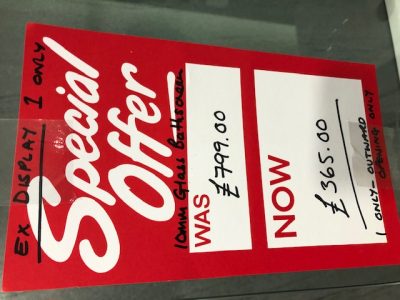 EX DISPLAY 1 ONLY
Special
Offer
10mm Glass Bathscreen
WAS
£799.00
NOW
£365.00
1 ONLY - OUTWARD
OPENING ONLY